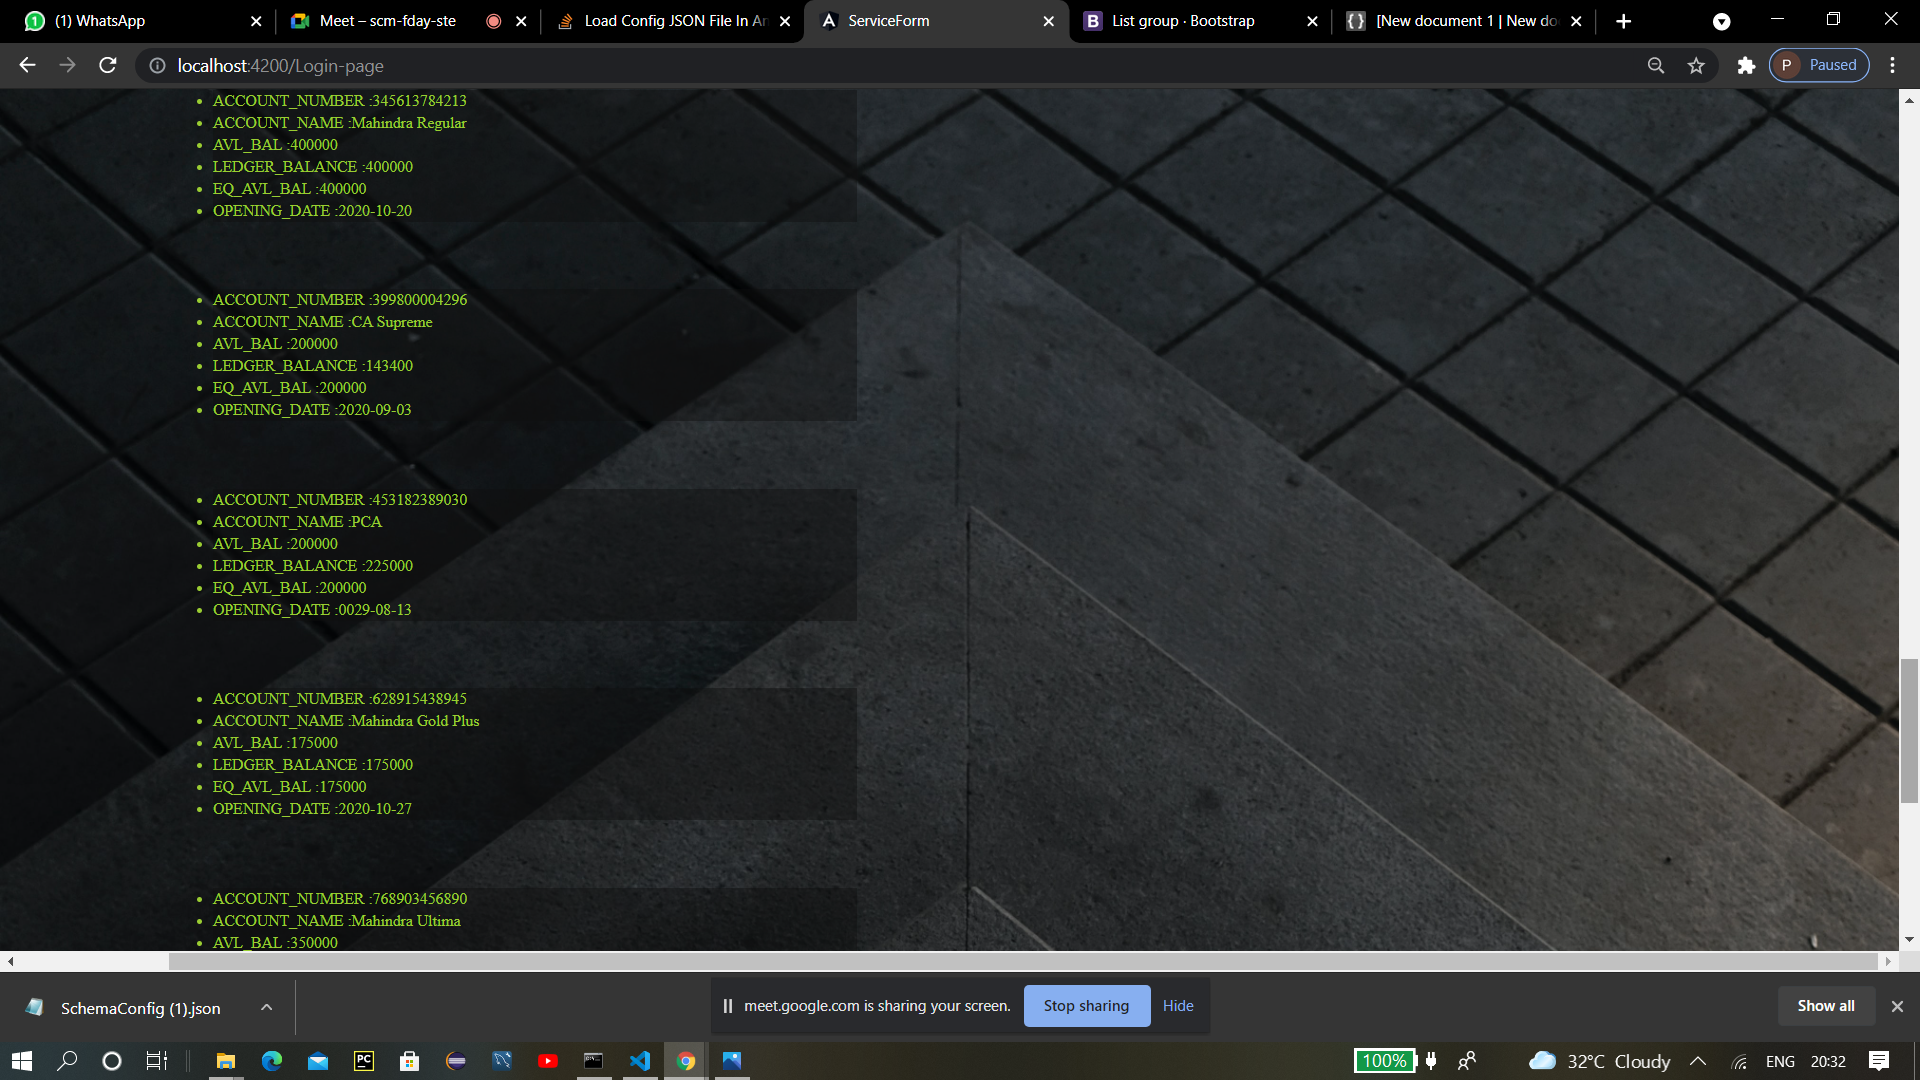 (1) WhatsApp
Meet – scm-fday-ste
Load Config JSON File In An
ServiceForm
List group · Bootstrap
[New document 1 | New do
localhost:4200/Login-page
P Paused
ACCOUNT_NUMBER :345613784213
ACCOUNT_NAME :Mahindra Regular
AVL_BAL :400000
LEDGER_BALANCE :400000
EQ_AVL_BAL :400000
OPENING_DATE :2020-10-20
ACCOUNT_NUMBER :399800004296
ACCOUNT_NAME :CA Supreme
AVL_BAL :200000
LEDGER_BALANCE :143400
EQ_AVL_BAL :200000
OPENING_DATE :2020-09-03
ACCOUNT_NUMBER :453182389030
ACCOUNT_NAME :PCA
AVL_BAL :200000
LEDGER_BALANCE :225000
EQ_AVL_BAL :200000
OPENING_DATE :0029-08-13
ACCOUNT_NUMBER :628915438945
ACCOUNT_NAME :Mahindra Gold Plus
AVL_BAL :175000
LEDGER_BALANCE :175000
EQ_AVL_BAL :175000
OPENING_DATE :2020-10-27
ACCOUNT_NUMBER :768903456890
ACCOUNT_NAME :Mahindra Ultima
AVL_BAL :350000
SchemaConfig (1).json
meet.google.com is sharing your screen.
Stop sharing
Hide
Show all
PC
100%
32°C Cloudy
ENG
20:32